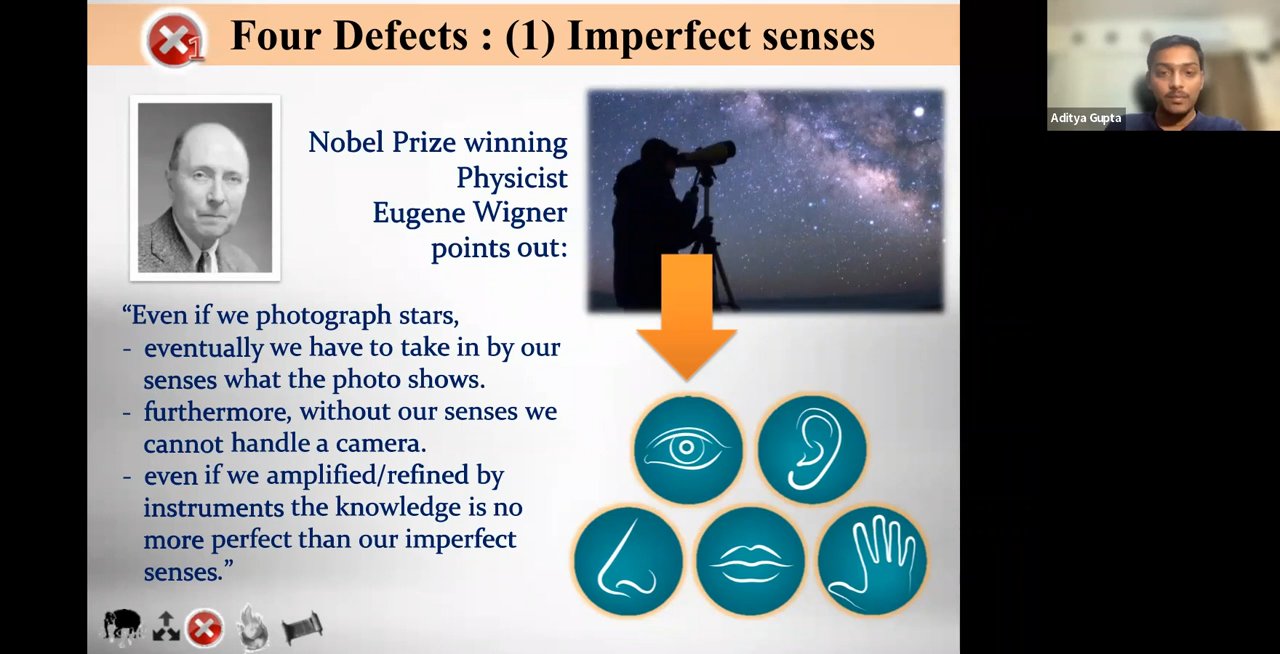 Four Defects : (1) Imperfect senses
1
Nobel Prize winning
Physicist
Eugene Wigner
points out:
“Even if we photograph stars,
- eventually we have to take in by our
senses what the photo shows.
- furthermore, without our senses we
cannot handle a camera.
- even if we amplified/refined by
instruments the knowledge is no
more perfect than our imperfect
senses.”
Aditya Gupta